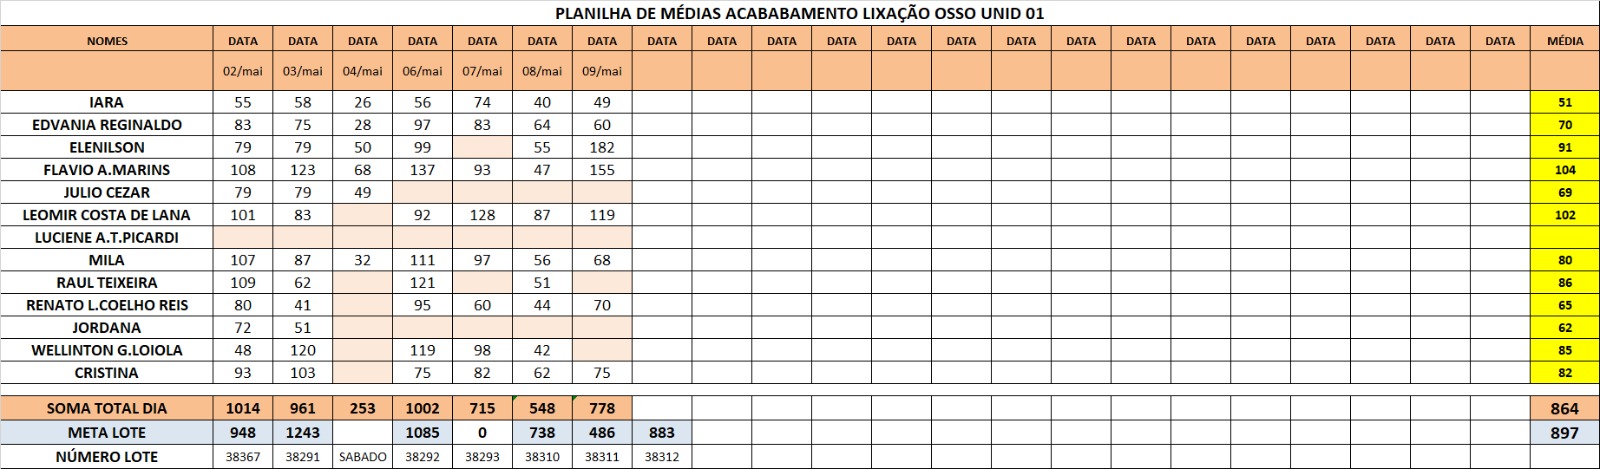 PLANILHA DE MÉDIAS ACABABAMENTO LIXAÇÃO OSSO UNID 01
NOMES DATA DATA DATA DATA DATA DATA DATA DATA DATA DATA DATA DATA DATA DATA DATA DATA DATA DATA DATA DATA DATA DATA MÉDIA
02/mai 03/mai 04/mai 06/mai 07/mai 08/mai 09/mai
IARA 55 58 26 56 74 40 49 51
EDVANIA REGINALDO 83 75 28 97 83 64 60 70
ELENILSON 79 79 50 99 55 182 91
FLAVIO A.MARINS 108 123 68 137 93 47 155 104
JULIO CEZAR 79 79 49 69
LEOMIR COSTA DE LANA 101 83 92 128 87 119 102
LUCIENE A.T.PICARDI
MILA 107 87 32 111 97 56 68 80
RAUL TEIXEIRA 109 62 121 51 86
RENATO L.COELHO REIS 80 41 95 60 44 70 65
JORDANA 72 51 62
WELLINTON G.LOIOLA 48 120 119 98 42 85
CRISTINA 93 103 75 82 62 75 82
SOMA TOTAL DIA 1014 961 253 1002 715 548 778 864
META LOTE 948 1243 1085 0 738 486 883 897
NÚMERO LOTE 38367 38291 SABADO 38292 38293 38310 38311 38312